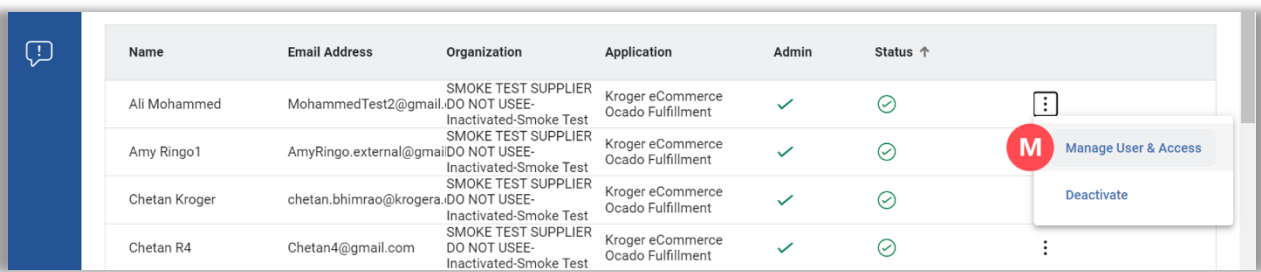 Name Email Address Organization Application Admin Status ↑
SMOKE TEST SUPPLIER
Ali Mohammed MohammedTest2@gmail. DO NOT USEE- Kroger eCommerce
Inactivated-Smoke Test Ocado Fulfillment
SMOKE TEST SUPPLIER
Amy Ringo1 AmyRingo.external@gmail DO NOT USEE- Kroger eCommerce
Inactivated-Smoke Test Ocado Fulfillment
M Manage User & Access
SMOKE TEST SUPPLIER
Chetan Kroger chetan.bhimrao@krogera. DO NOT USEE- Kroger eCommerce
Inactivated-Smoke Test Ocado Fulfillment
Deactivate
SMOKE TEST SUPPLIER
Chetan R4 Chetan4@gmail.com DO NOT USEE- Kroger eCommerce
Inactivated-Smoke Test Ocado Fulfillment